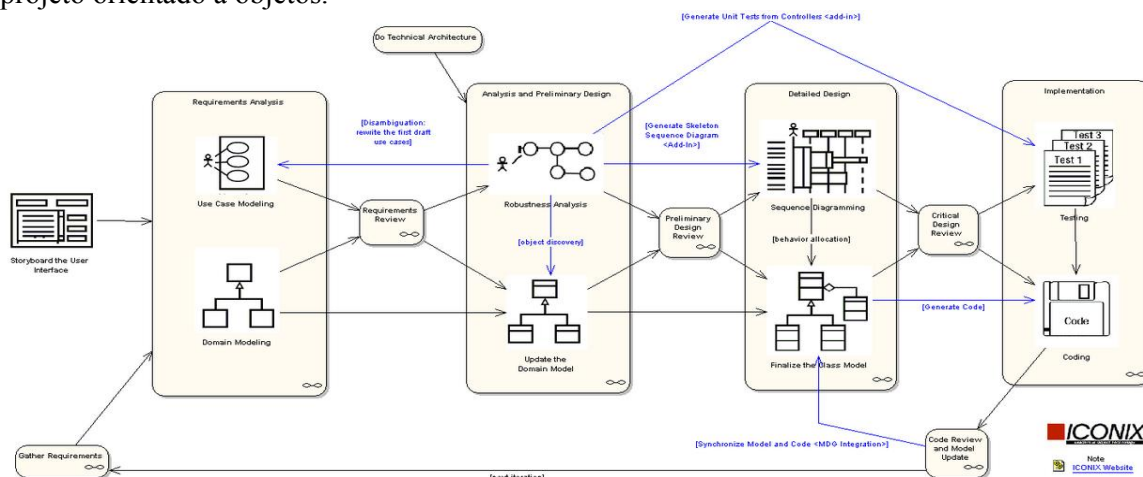 projeto orientado a objetos.
[Generate Unit Tests from Controllers <add-in>]
Do Technical Architecture
Requirements Analysis
Analysis and Preliminary Design
Detailed Design
Implementation
[Disambiguation:
rewrite the first draft
use cases]
[Generate Skeleton
Sequence Diagram
<Add-In>]
Test 3
Test 2
Test 1
Use Case Modeling
Requirements
Review
Robustness Analysis
Preliminary
Design
Review
Sequence Diagramming
Critical
Design
Review
Testing
Storyboard the User
Interface
[object discovery]
[behavior allocation]
[Generate Code]
Code
Domain Modeling
Update the
Domain Model
Finalize the Class Model
Coding
Gather Requirements
[Synchronize Model and Code <MDG Integration>]
Code Review
and Model
Update
ICONIX
Note
ICONIX Website
[next iteration]